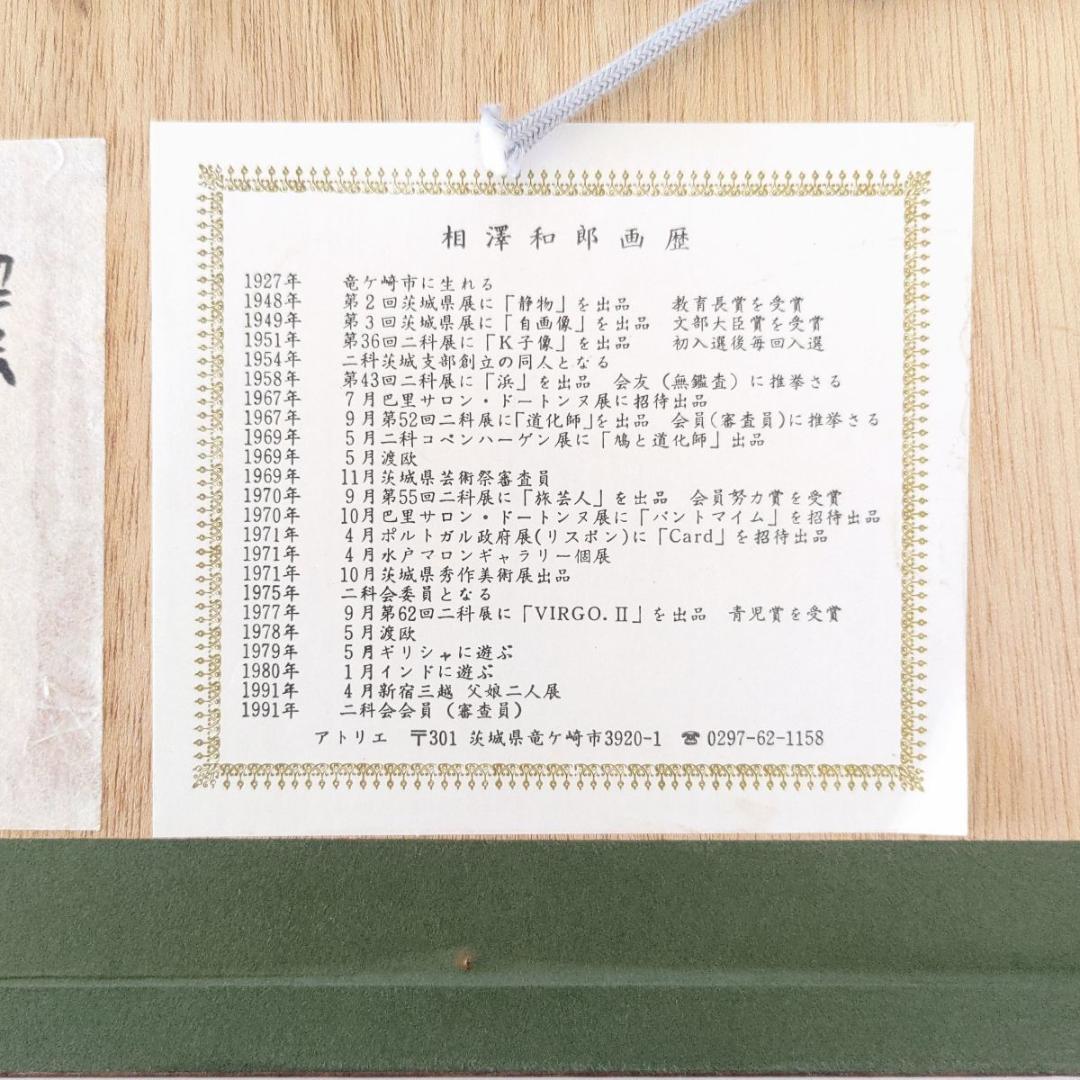 相澤和郎画歴
1927年 竜ケ崎市に生れる
1948年 第2回茨城県展に「静物」を出品 教育長賞を受賞
1949年 第3回茨城県展に「自画像」を出品 文部大臣賞を受賞
1951年 第36回二科展に「K子像」を出品 初入選後毎回入選
1954年 二科茨城支部創立の同人となる
1958年 第43回二科展に「浜」を出品 会友（無鑑査）に推挙さる
1967年 7月巴里サロン・ドートンヌ展に招待出品
1967年 9月第52回二科展に「道化師」を出品 会員(審査員)に推挙さる
1969年 5月二科コペンハーゲン展に「鳩と道化師」出品
1969年 5月渡欧
1969年 11月茨城県芸術祭審査員
1970年 9月第55回二科展に「旅芸人」を出品 会員努力賞を受賞
1970年 10月巴里サロン・ドートンヌ展に「パントマイム」を招待出品
1971年 4月ポルトガル政府展(リスボン)に「Card」を招待出品
1971年 4月水戸マロンギャラリー個展
1971年 10月茨城県秀作美術展出品
1975年 二科会委員となる
1977年 9月第62回二科展に「VIRGO.Ⅱ」を出品 青児賞を受賞
1978年 5月渡欧
1979年 5月ギリシャに遊ぶ
1980年 1月インドに遊ぶ
1991年 4月新宿三越 父娘二人展
1991年 二科会会員（審査員）
アトリエ 〒301 茨城県竜ケ崎市3920-1 ☎ 0297-62-1158